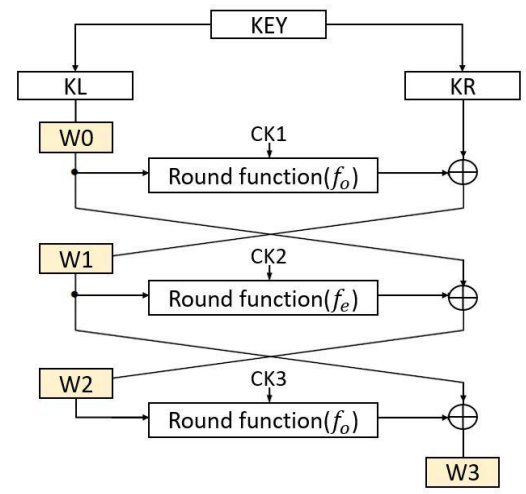 KEY
KL
KR
W0
CK1
Round function(fₒ)
W1
CK2
Round function(fₑ)
W2
CK3
Round function(fₒ)
W3